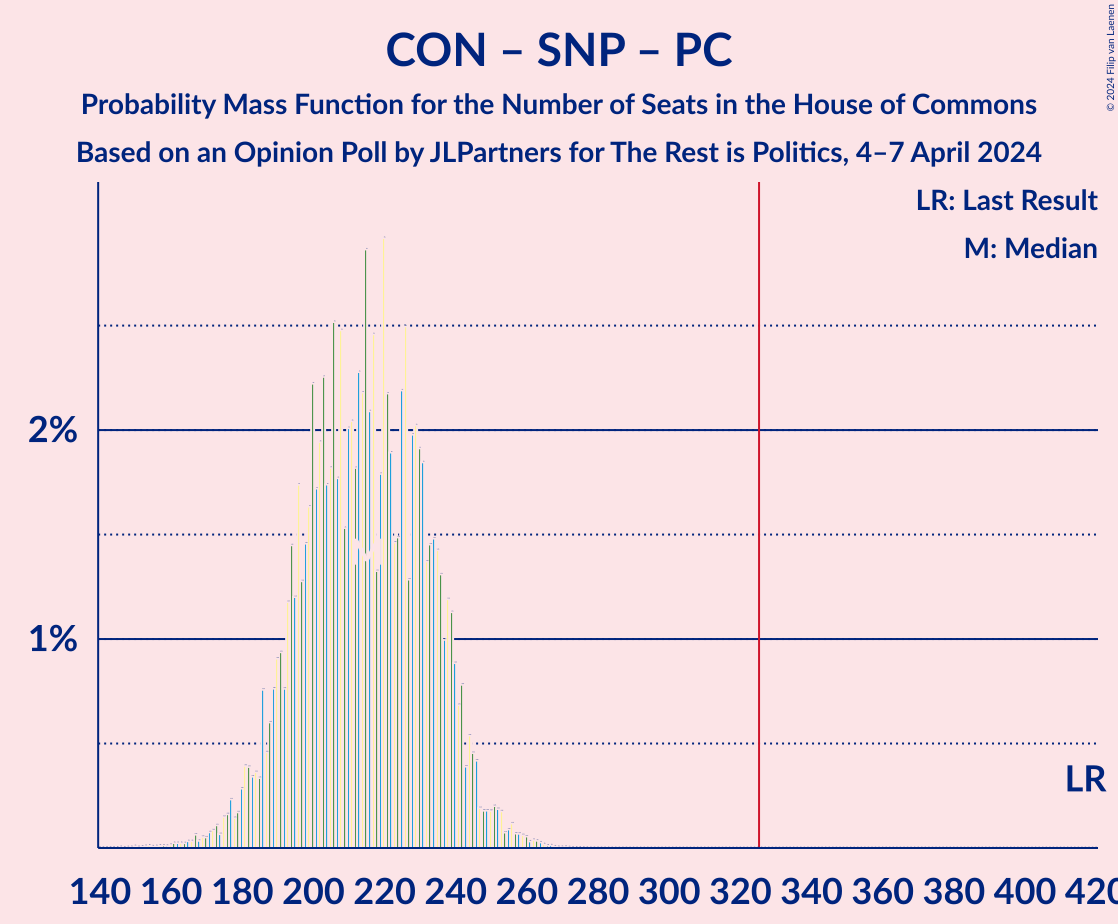 CON – SNP – PC
Probability Mass Function for the Number of Seats in the House of Commons
Based on an Opinion Poll by JLPartners for The Rest is Politics, 4–7 April 2024
© 2024 Filip van Laenen
LR: Last Result
M: Median
2%
1%
LR
140 160 180 200 220 240 260 280 300 320 340 360 380 400 420